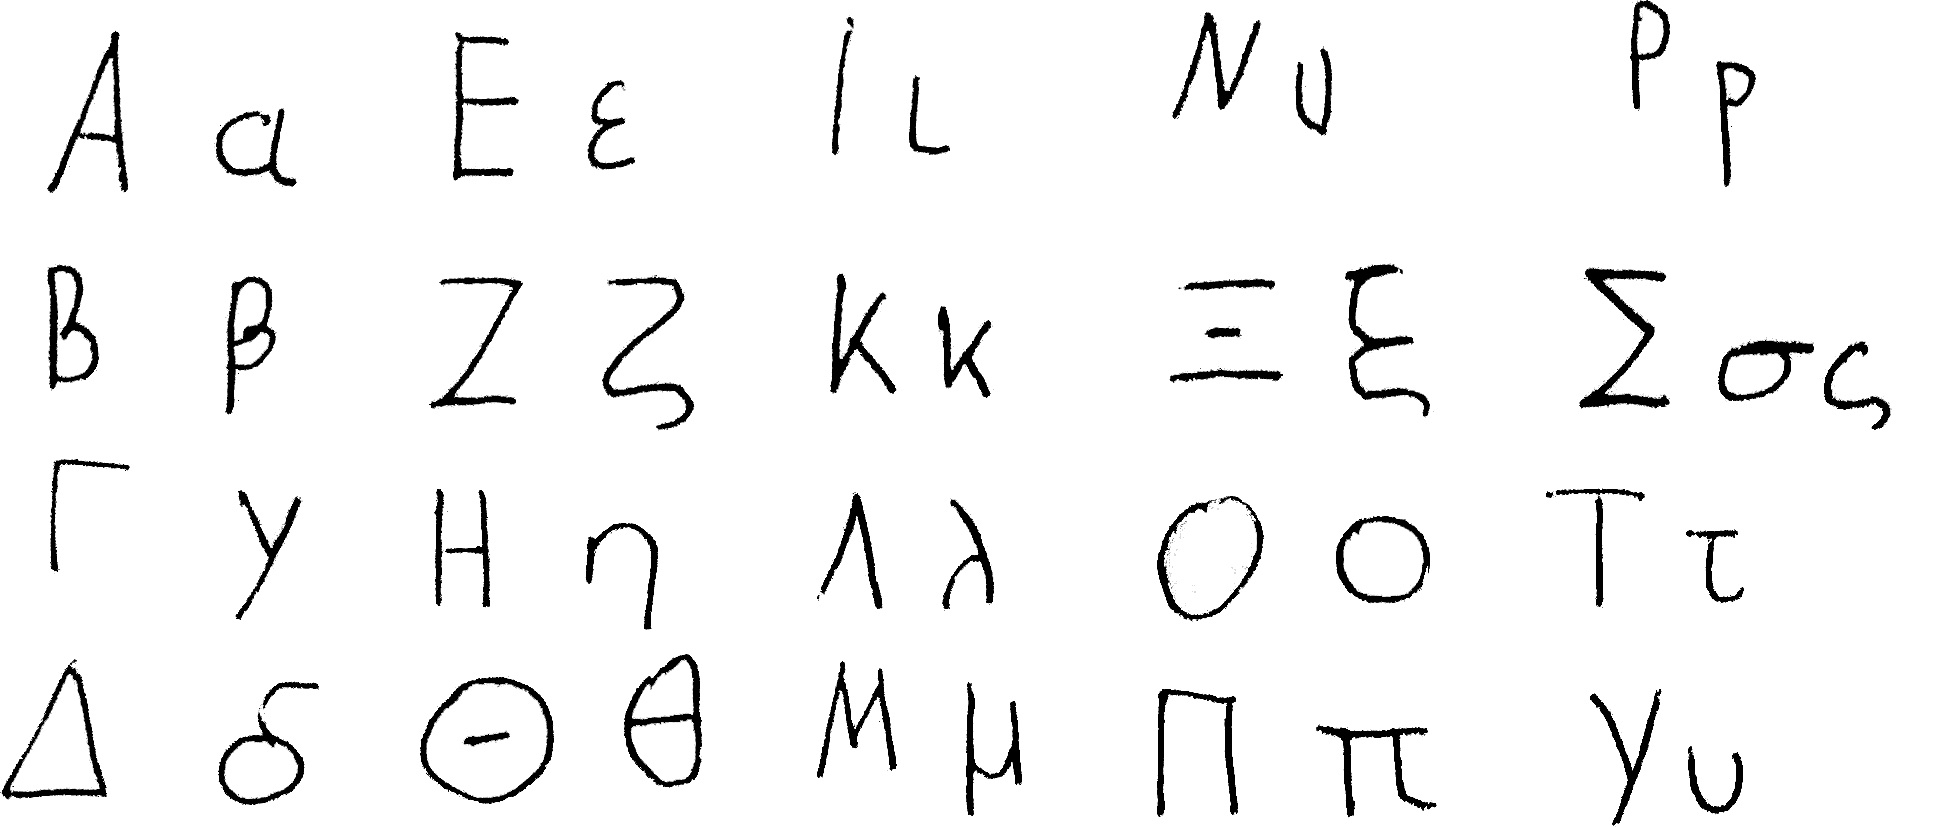 Α α Ε ε Ι ι Ν ν Ρ ρ
Β β Ζ ζ Κ κ Ξ ξ Σ σ ς
Γ γ Η η Λ λ Ο ο Τ τ
Δ δ Θ θ Μ μ Π π Υ υ